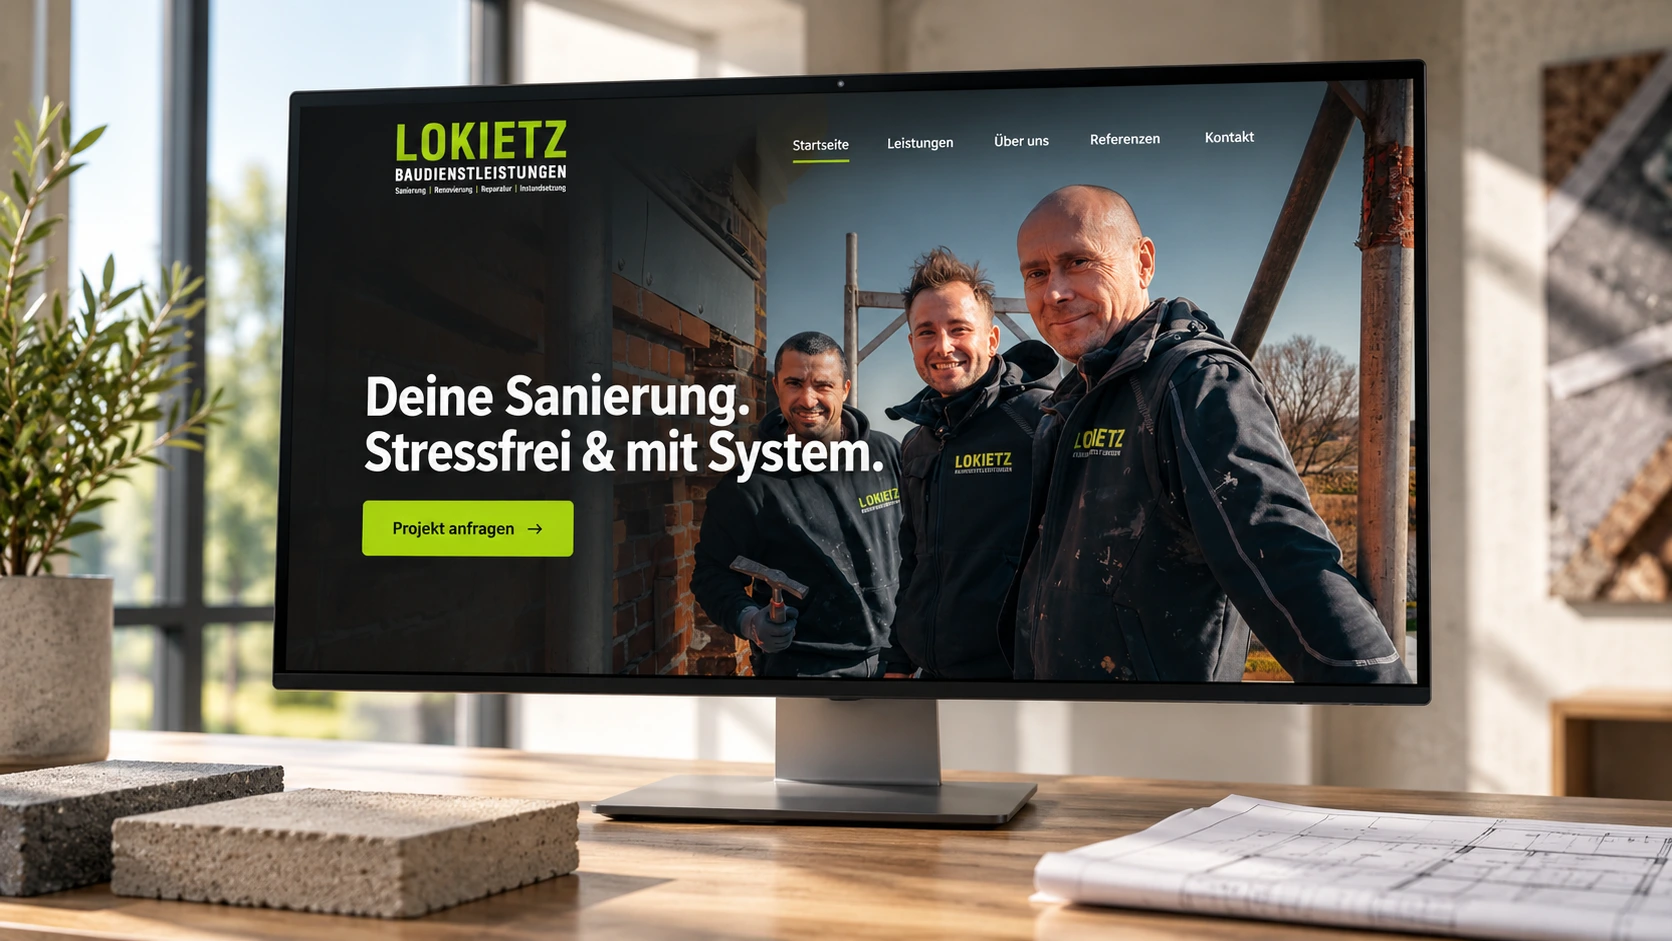 LOKIETZ
BAUDIENSTLEISTUNGEN
Sanierung | Renovierung | Reparatur | Instandsetzung
Startseite
Leistungen
Über uns
Referenzen
Kontakt
Deine Sanierung.
Stressfrei & mit System.
Projekt anfragen →
LOKIETZ
LOKIETZ
LOKIETZ